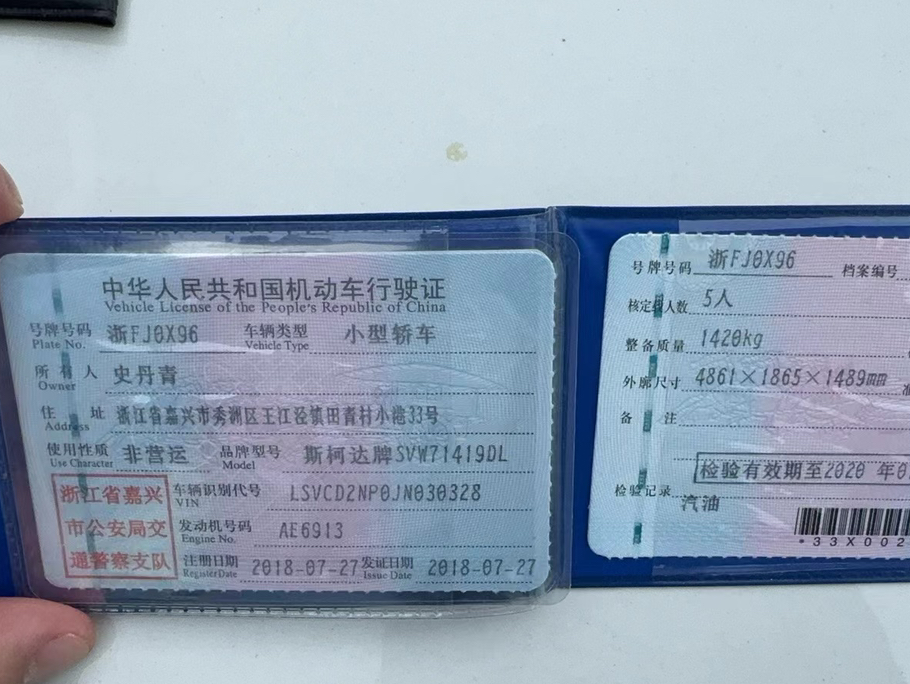 中华人民共和国机动车行驶证
Vehicle License of the People's Republic of China
号牌号码 浙FJ0X96 车辆类型 小型轿车
Plate No. Vehicle Type
所有人 史丹青
Owner
住址 浙江省嘉兴市秀洲区王江泾镇田青村小港33号
Address
使用性质 非营运 品牌型号 斯柯达牌SVW71419DL
Use Character Model
浙江省嘉兴
市公安局交
通警察支队
车辆识别代号 LSVCD2NP0JN030328
VIN
发动机号码 AE6913
Engine No.
注册日期 2018-07-27 发证日期 2018-07-27
Register Date Issue Date
号牌号码 浙FJ0X96 档案编号
核定载人数 5人
整备质量 1420kg
外廓尺寸 4861×1865×1489mm
备注
检验有效期至2020 年0
检验记录
汽油
*33X002